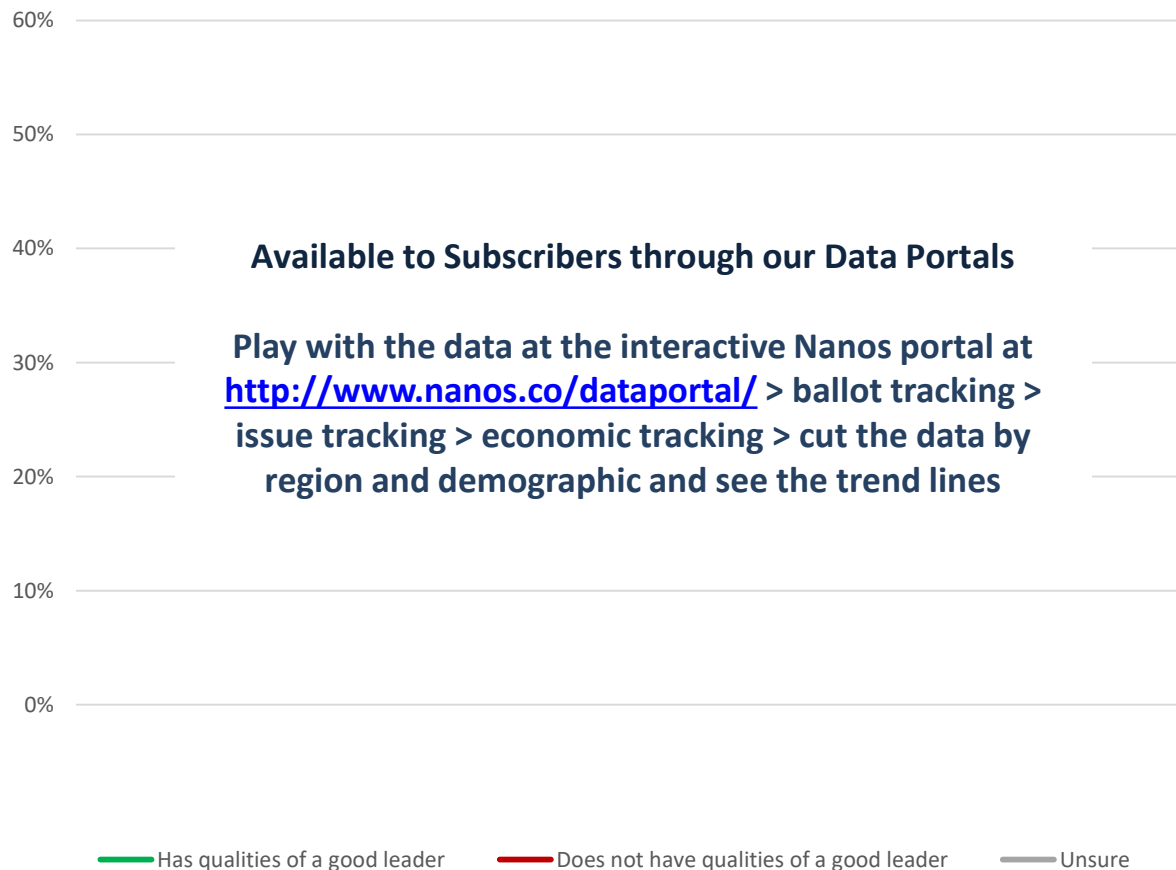 60%
50%
40%
Available to Subscribers through our Data Portals
Play with the data at the interactive Nanos portal at
30%
http://www.nanos.co/dataportal/ > ballot tracking >
issue tracking > economic tracking > cut the data by
20%
region and demographic and see the trend lines
10%
0%
Has qualities of a good leader
Does not have qualities of a good leader
Unsure